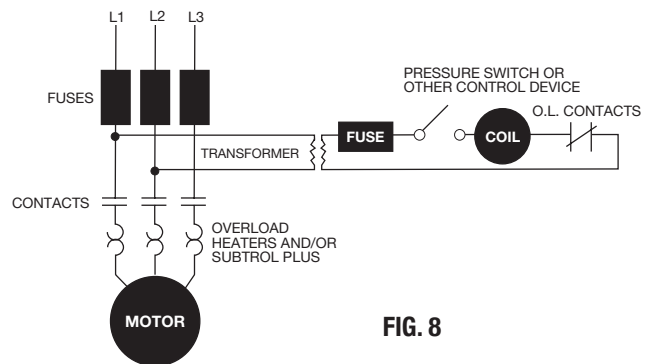 L1 L2 L3
FUSES
PRESSURE SWITCH OR
OTHER CONTROL DEVICE
O.L. CONTACTS
FUSE
COIL
TRANSFORMER
CONTACTS
OVERLOAD
HEATERS AND/OR
SUBTROL PLUS
MOTOR
FIG. 8